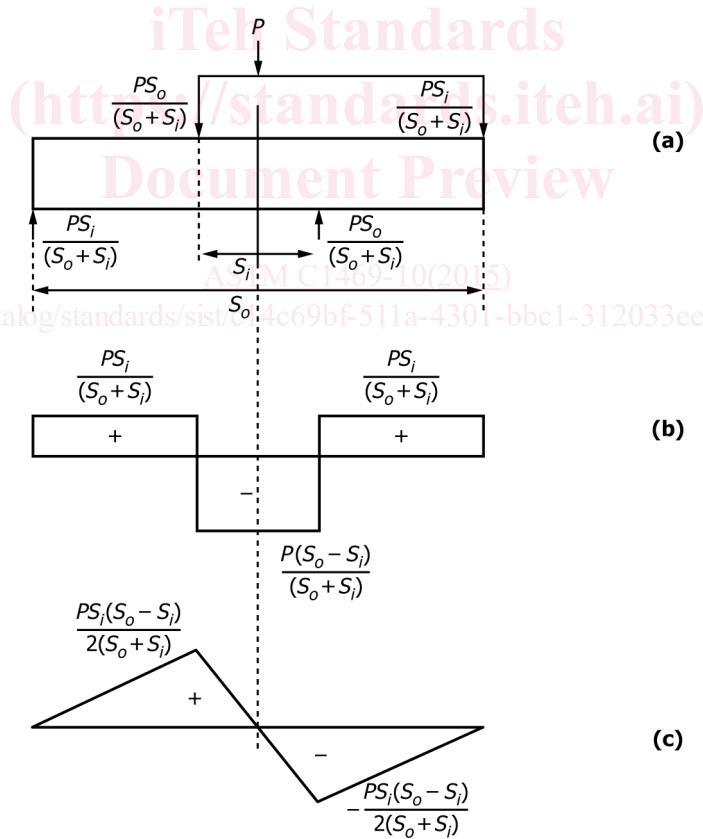 iTeh Standards
(https://standards.iteh.ai)
Document Preview
ASTM C1469-10(2015)
P
PS_o/(S_o+S_i)
PS_i/(S_o+S_i)
(a)
PS_i/(S_o+S_i)
PS_o/(S_o+S_i)
S_i
S_o
PS_i/(S_o+S_i)
PS_i/(S_o+S_i)
+
+
(b)
−
P(S_o−S_i)/(S_o+S_i)
PS_i(S_o−S_i)/2(S_o+S_i)
+
−
(c)
−PS_i(S_o−S_i)/2(S_o+S_i)